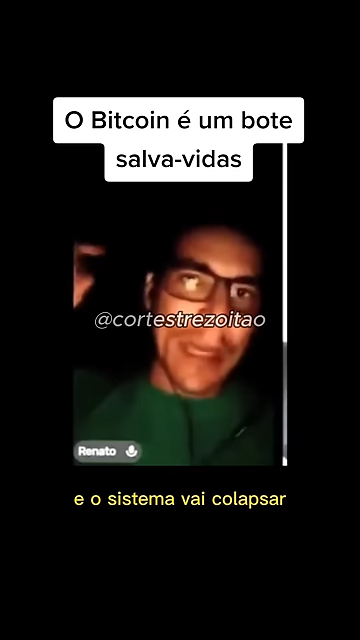 O Bitcoin é um bote
salva-vidas
@cortestrezoitao
Renato
e o sistema vai colapsar